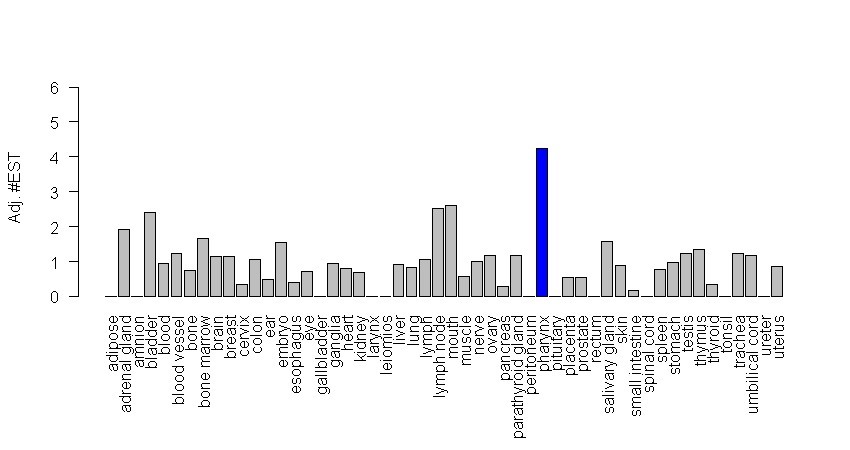 6
5
4
3
2
1
0
Adj. #EST
adipose
adrenal gland
amnion
bladder
blood
blood vessel
bone
bone marrow
brain
breast
cervix
colon
ear
embryo
esophagus
eye
gallbladder
ganglia
heart
kidney
larynx
leiomios
liver
lung
lymph
lymph node
mouth
muscle
nerve
ovary
pancreas
parathyroid gland
peritoneum
pharynx
pituitary
placenta
prostate
rectum
salivary gland
skin
small intestine
spinal cord
spleen
stomach
testis
thymus
thyroid
tonsil
trachea
umbilical cord
ureter
uterus